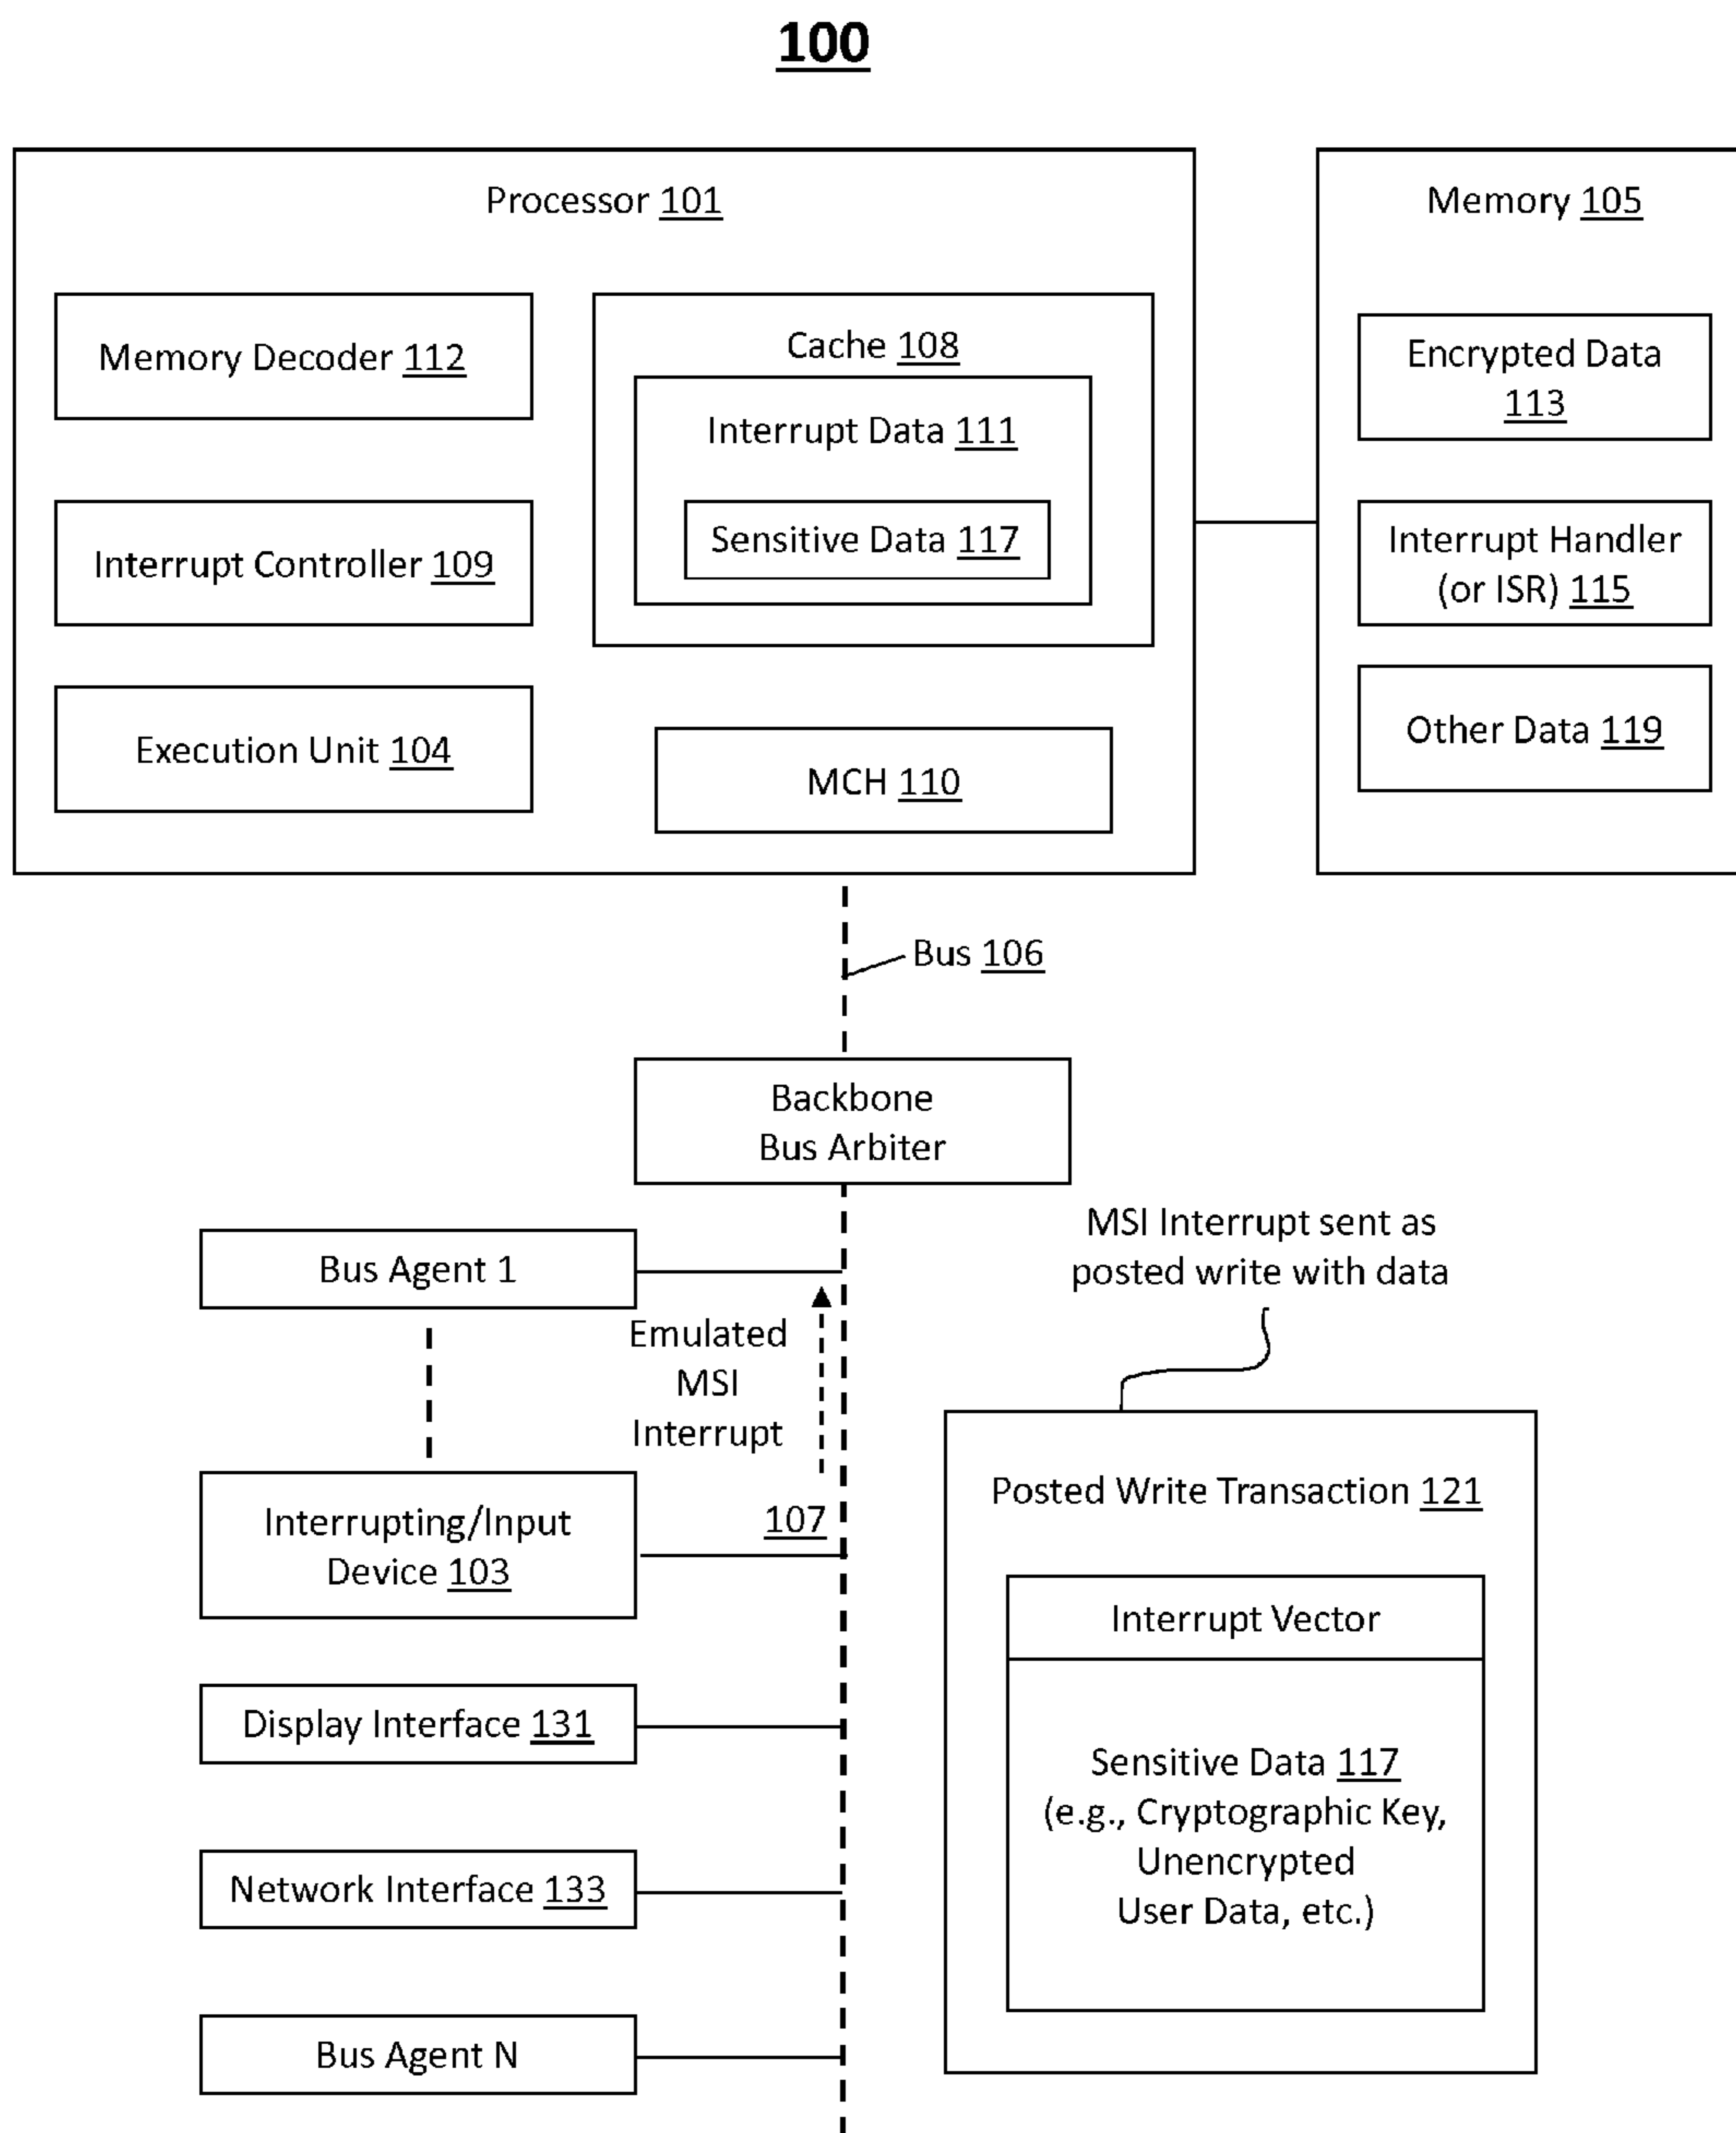 100
Processor 101
Memory Decoder 112
Interrupt Controller 109
Execution Unit 104
Cache 108
Interrupt Data 111
Sensitive Data 117
MCH 110
Memory 105
Encrypted Data
113
Interrupt Handler
(or ISR) 115
Other Data 119
Bus 106
Backbone
Bus Arbiter
Bus Agent 1
Emulated
MSI
Interrupt
107
Interrupting/Input
Device 103
Display Interface 131
Network Interface 133
Bus Agent N
MSI Interrupt sent as
posted write with data
Posted Write Transaction 121
Interrupt Vector
Sensitive Data 117
(e.g., Cryptographic Key,
Unencrypted
User Data, etc.)